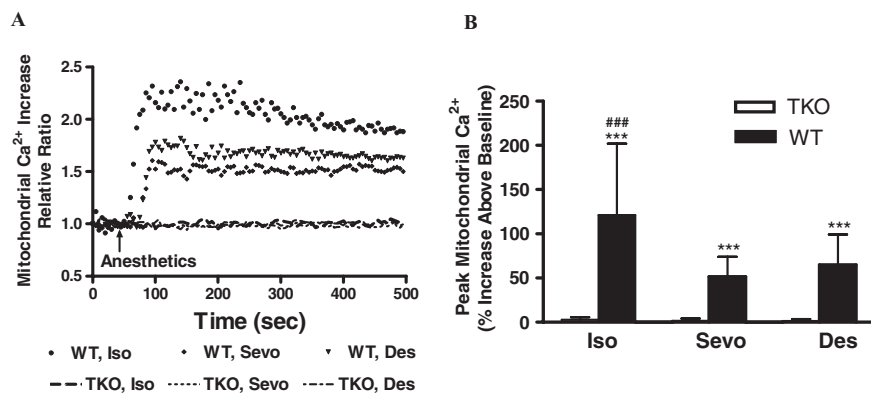 A
Mitochondrial Ca2+ Increase
Relative Ratio
2.5
2.0
1.5
1.0
0.5
Anesthetics
0 100 200 300 400 500
Time (sec)
• WT, Iso ♦ WT, Sevo ▼ WT, Des
TKO, Iso TKO, Sevo TKO, Des
B
Peak Mitochondrial Ca2+
(% Increase Above Baseline)
250
200
150
100
50
0
TKO
WT
###
***
***
***
Iso Sevo Des